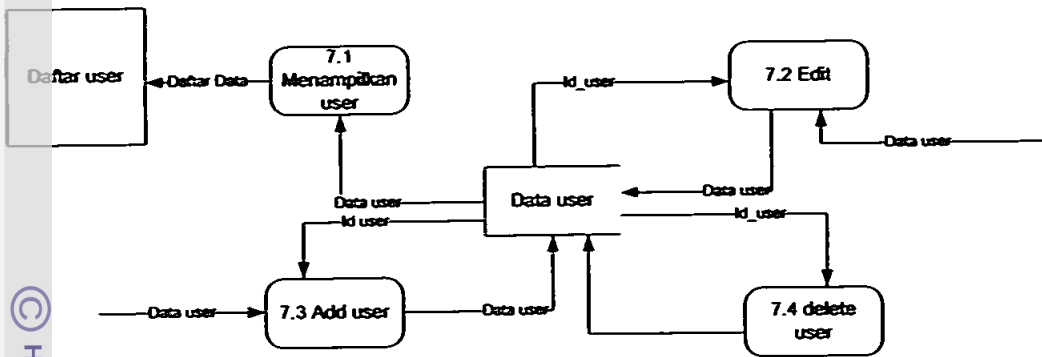 Daftar user
Daftar Data
7.1
Menampilkan
user
Id_user
7.2 Edit
Data user
Data user
Data user
Data user
Id user
Id_user
Data user
7.3 Add user
Data user
7.4 delete
user
© H